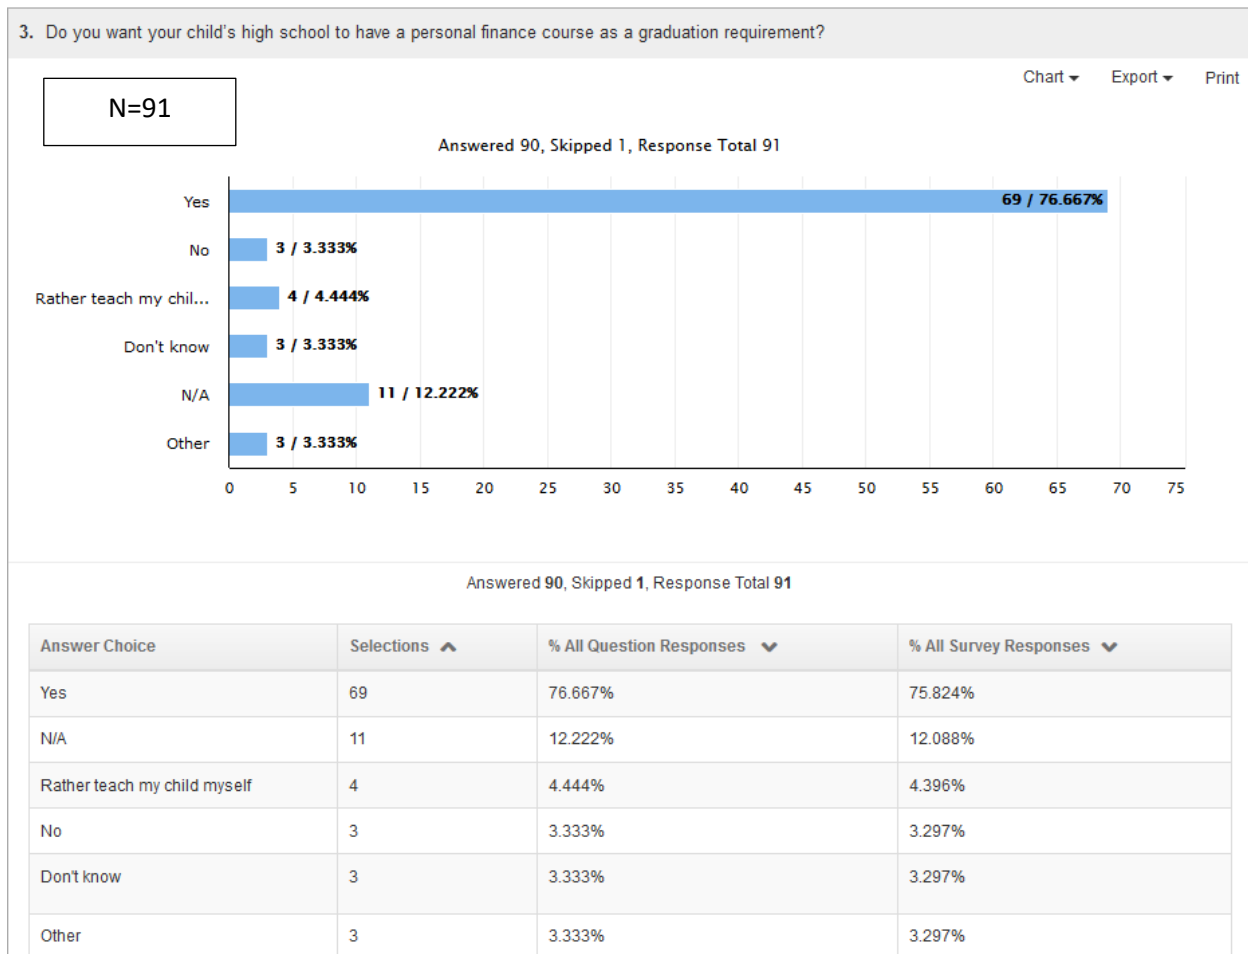 3. Do you want your child's high school to have a personal finance course as a graduation requirement?
Chart Export Print
N=91
Answered 90, Skipped 1, Response Total 91
Yes 69 / 76.667%
No 3 / 3.333%
Rather teach my chil... 4 / 4.444%
Don't know 3 / 3.333%
N/A 11 / 12.222%
Other 3 / 3.333%
0 5 10 15 20 25 30 35 40 45 50 55 60 65 70 75
Answered 90, Skipped 1, Response Total 91
Answer Choice Selections % All Question Responses % All Survey Responses
Yes 69 76.667% 75.824%
N/A 11 12.222% 12.088%
Rather teach my child myself 4 4.444% 4.396%
No 3 3.333% 3.297%
Don't know 3 3.333% 3.297%
Other 3 3.333% 3.297%